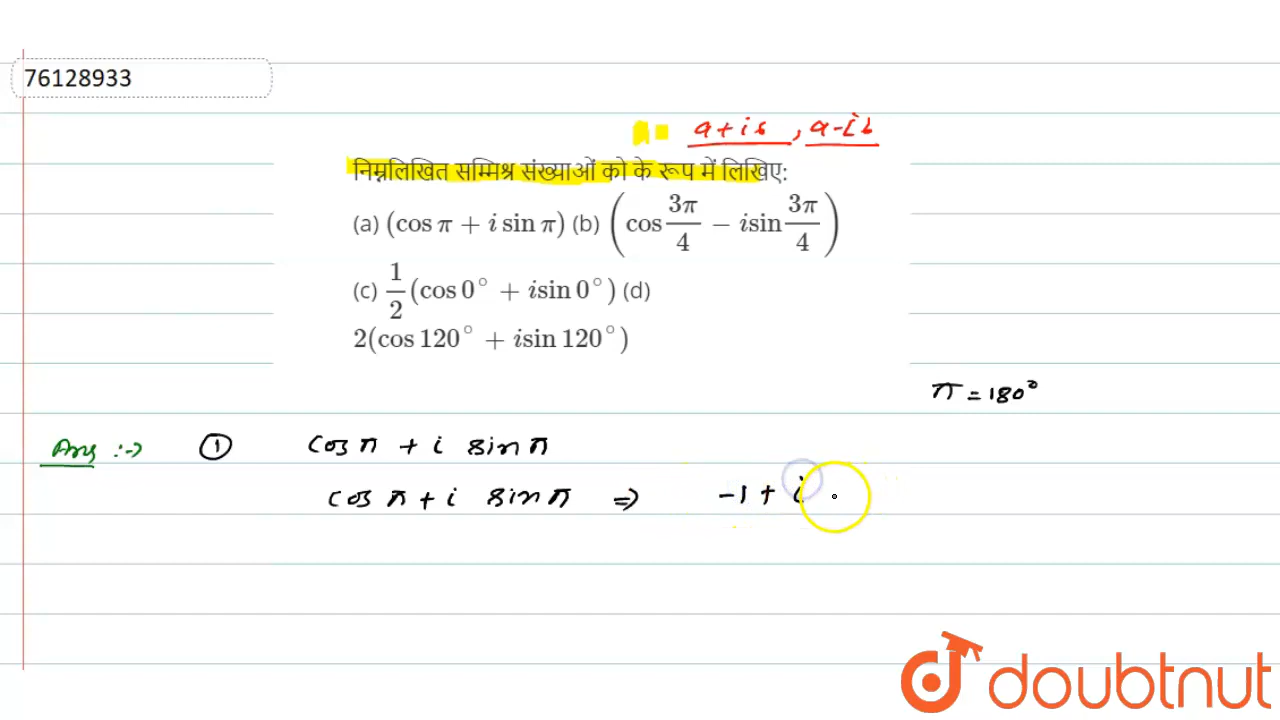 76128933
a+ib, a-ib
निम्नलिखित सम्मिश्र संख्याओं को के रूप में लिखिए:
(a) (cos π + i sin π) (b) (cos 3π/4 − isin 3π/4)
(c) 1/2 (cos 0° + isin 0°) (d)
2(cos 120° + isin 120°)
π = 180°
Ans :-> ① cos π + i sin π
cos π + i sin π ⇒ -1 + i
doubtnut